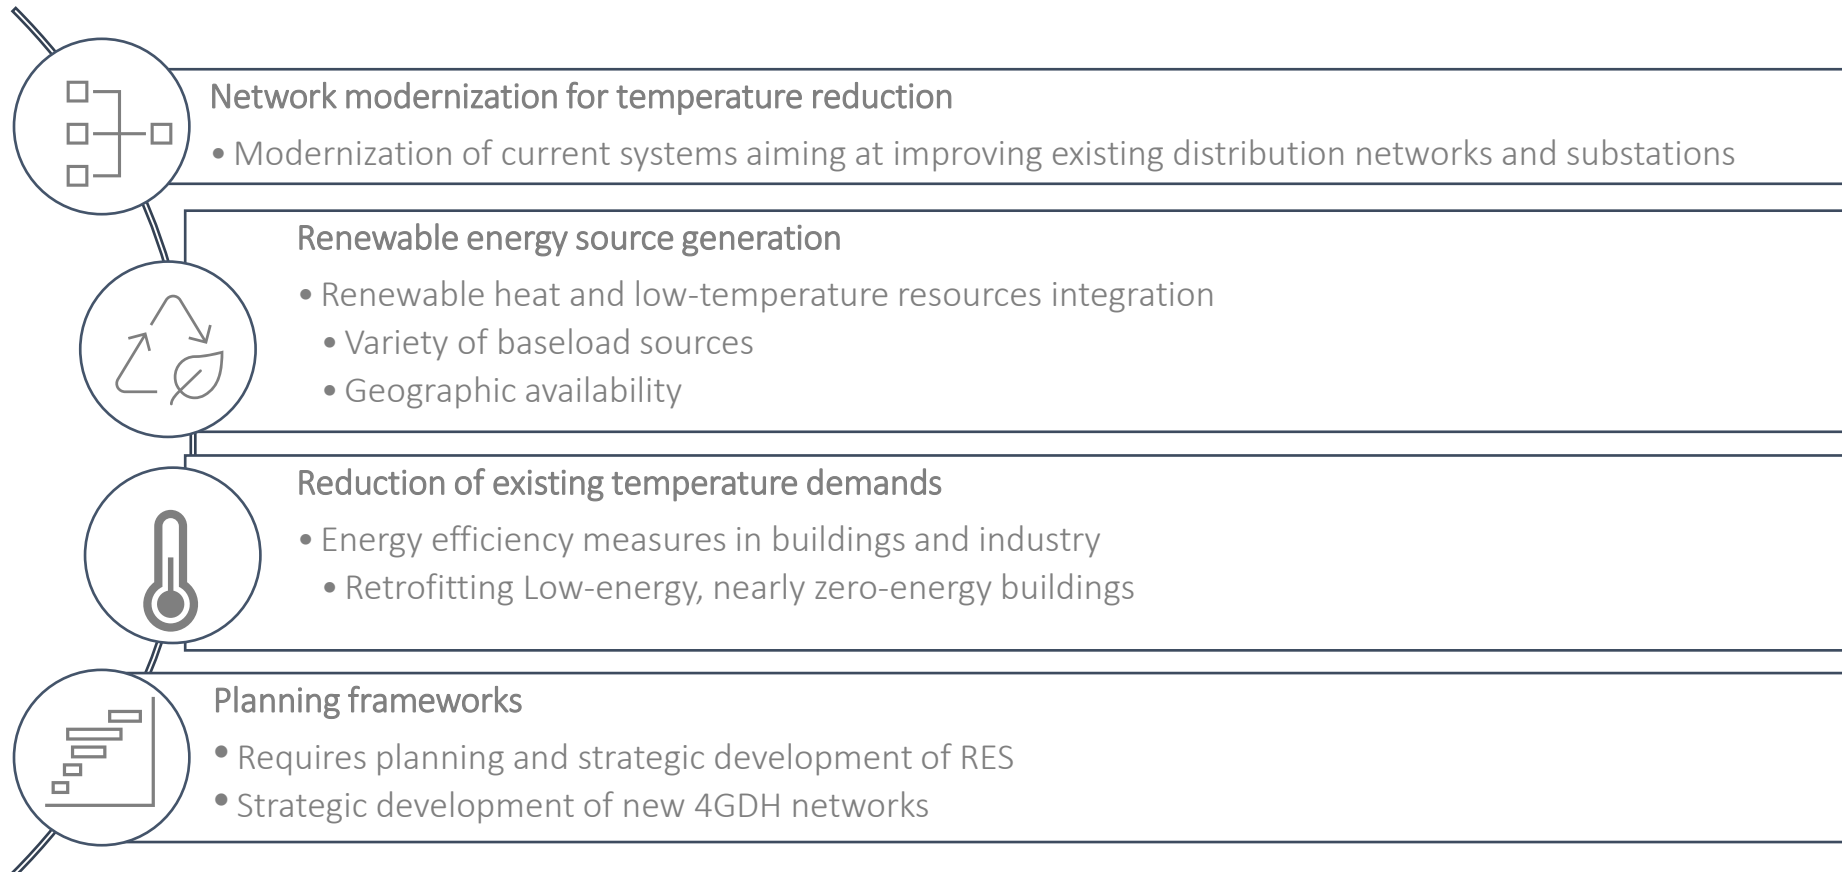 Network modernization for temperature reduction
• Modernization of current systems aiming at improving existing distribution networks and substations
Renewable energy source generation
• Renewable heat and low-temperature resources integration
• Variety of baseload sources
• Geographic availability
Reduction of existing temperature demands
• Energy efficiency measures in buildings and industry
• Retrofitting Low-energy, nearly zero-energy buildings
Planning frameworks
• Requires planning and strategic development of RES
• Strategic development of new 4GDH networks